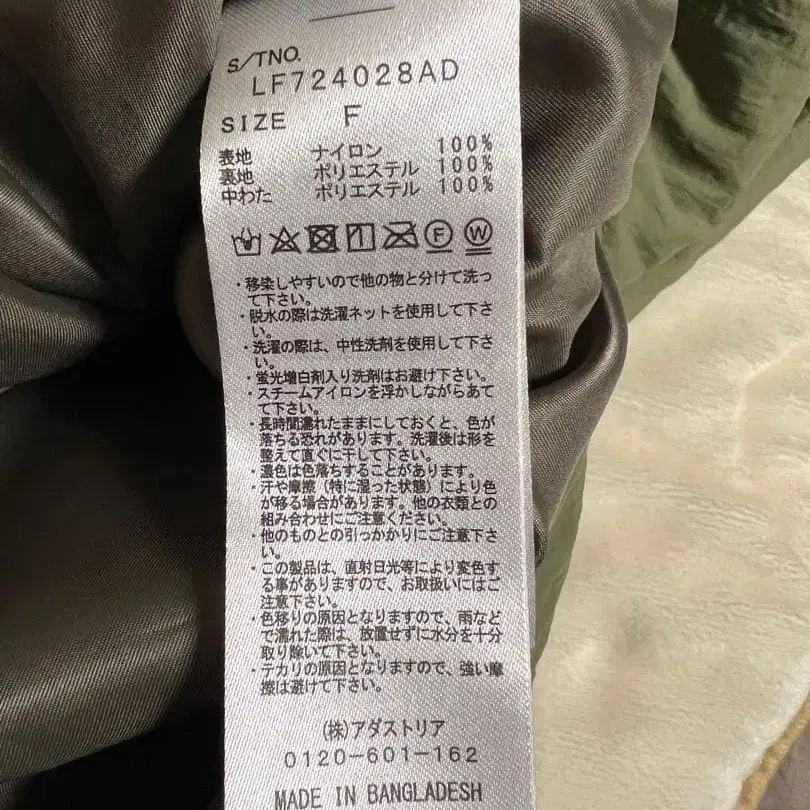 S/TNO.
LF724028AD
SIZE F
表地 ナイロン 100%
裏地 ポリエステル 100%
中わた ポリエステル 100%
F W
・移染しやすいので他の物と分けて洗っ
て下さい。
・脱水の際は洗濯ネットを使用して下さ
い。
・洗濯の際は、中性洗剤を使用して下さ
い。
・蛍光増白剤入り洗剤はお避け下さい。
・スチームアイロンを浮かしながらあて
て下さい。
・長時間濡れたままにしておくと、色が
落ちる恐れがあります。洗濯後は形を
整えて直ぐに干して下さい。
・濃色は色落ちすることがあります。
・汗や摩擦（特に湿った状態）により色
が移る場合があります。他の衣類との
組み合わせにご注意ください。
・他のものとの引っかかりにご注意下さ
い。
・この製品は、直射日光等により変色す
る事がありますので、お取扱いにはご
注意下さい。
・色移りの原因となりますので、雨など
で濡れた際は、放置せずに水分を十分
取り除いて下さい。
・テカリの原因となりますので、強い摩
擦は避けて下さい。
(株)アダストリア
0120-601-162
MADE IN BANGLADESH